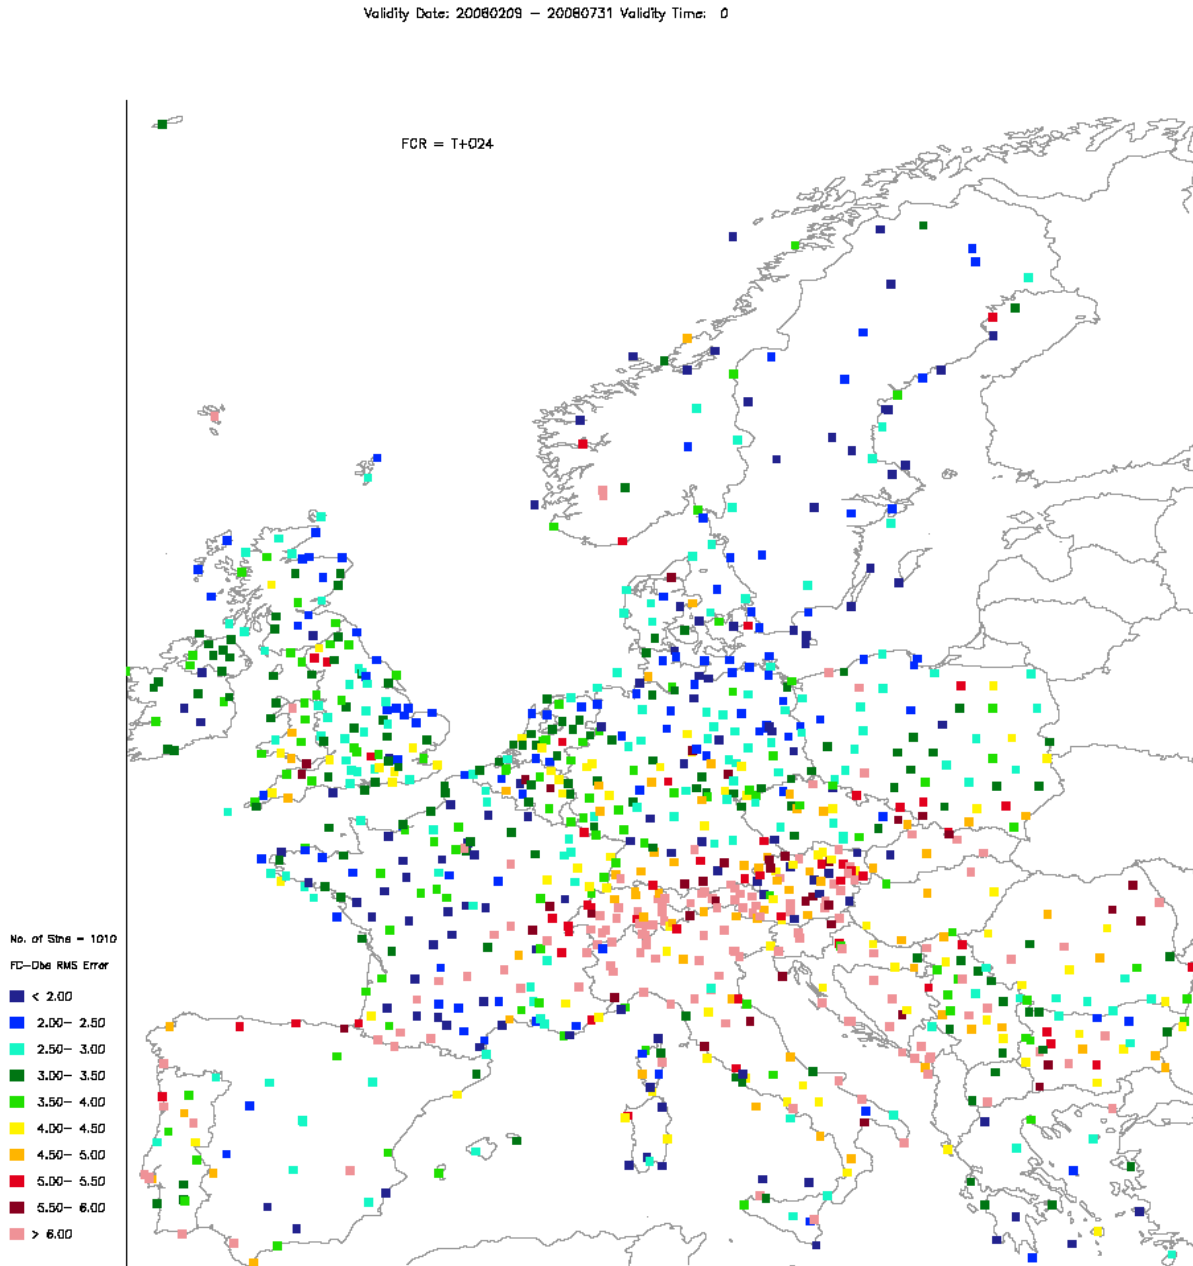 Validity Date: 20080209 - 20080731 Validity Time: 0
FCR = T+024
No. of Stns = 1010
FC-Obs RMS Error
< 2.00
2.00- 2.50
2.50- 3.00
3.00- 3.50
3.50- 4.00
4.00- 4.50
4.50- 5.00
5.00- 5.50
5.50- 6.00
> 6.00